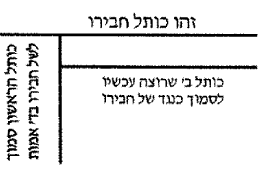 זהו כותל חבירו
כותל הראשון סמוך
לשל חבירו בד' אמות
כותל ב' שרוצה עכשיו
לסמוך כנגד של חבירו